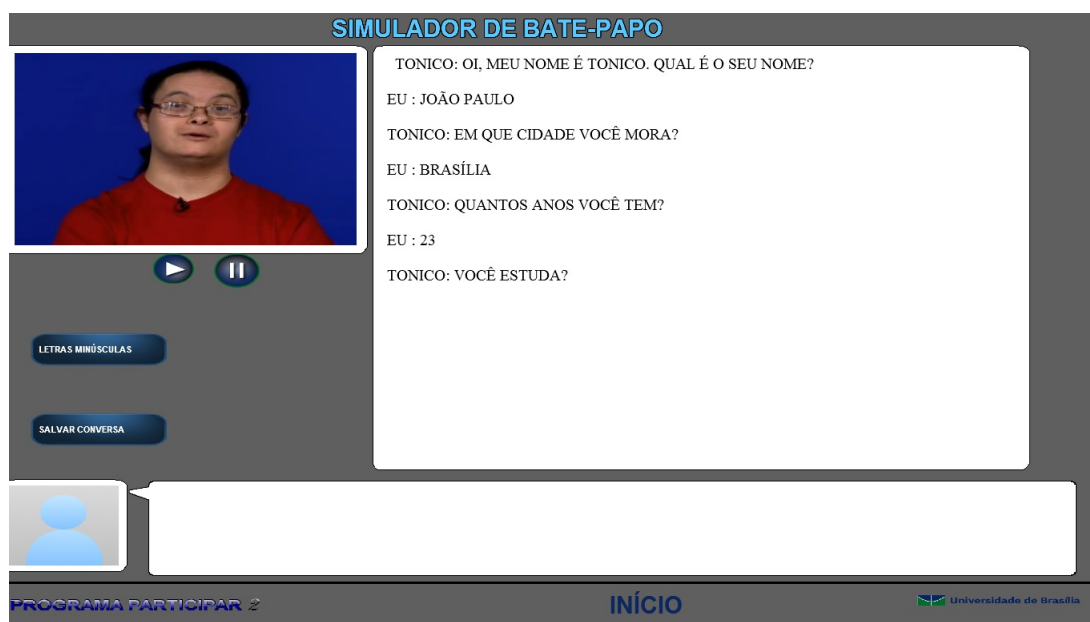 SIMULADOR DE BATE-PAPO
TONICO: OI, MEU NOME É TONICO. QUAL É O SEU NOME?
EU : JOÃO PAULO
TONICO: EM QUE CIDADE VOCÊ MORA?
EU : BRASÍLIA
TONICO: QUANTOS ANOS VOCÊ TEM?
EU : 23
TONICO: VOCÊ ESTUDA?
LETRAS MINÚSCULAS
SALVAR CONVERSA
PROGRAMA PARTICIPAR 2
INÍCIO
Universidade de Brasília